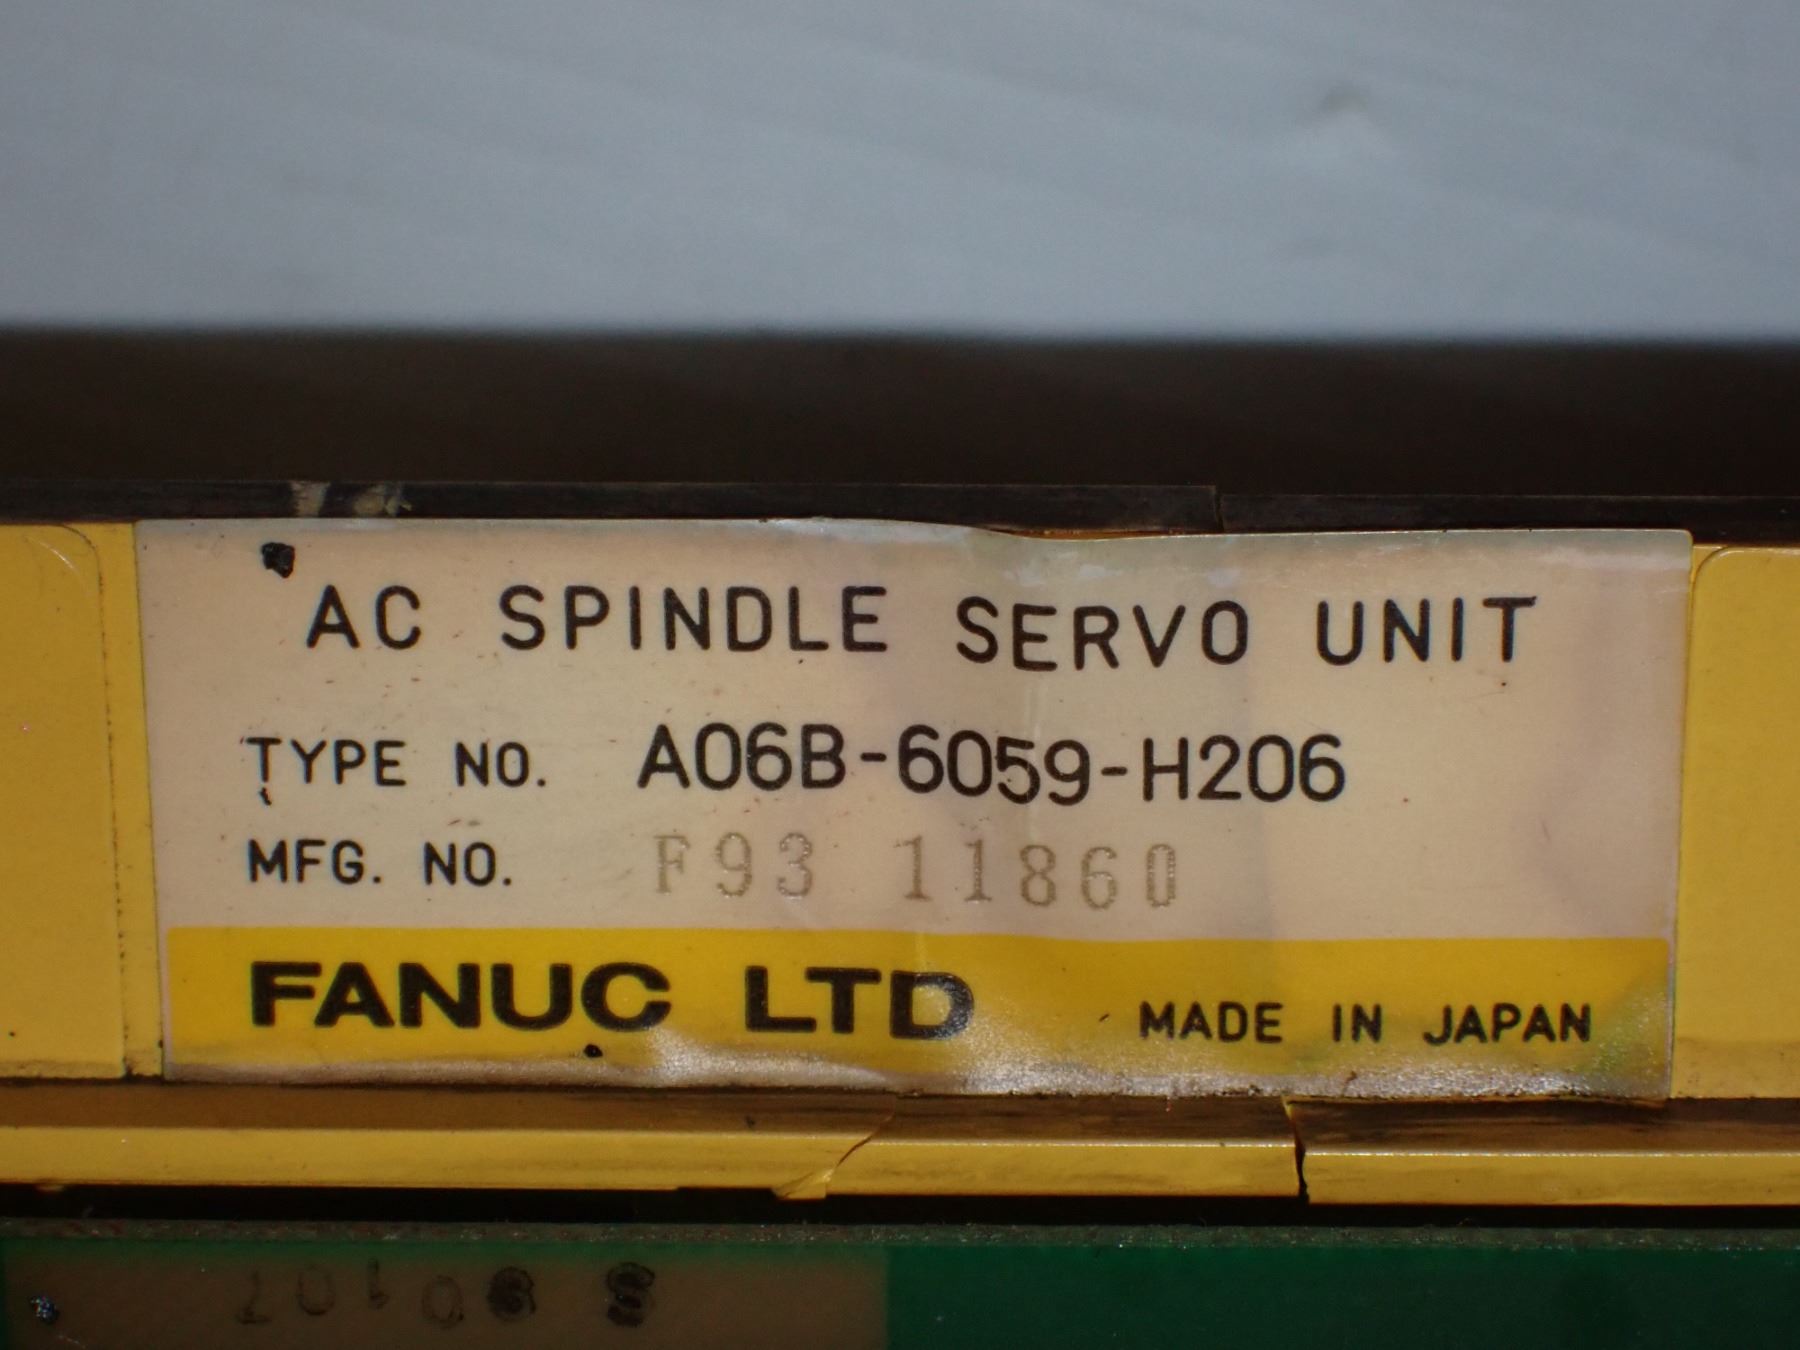 AC SPINDLE SERVO UNIT
TYPE NO. A06B-6059-H206
MFG. NO. F93 11860
FANUC LTD MADE IN JAPAN